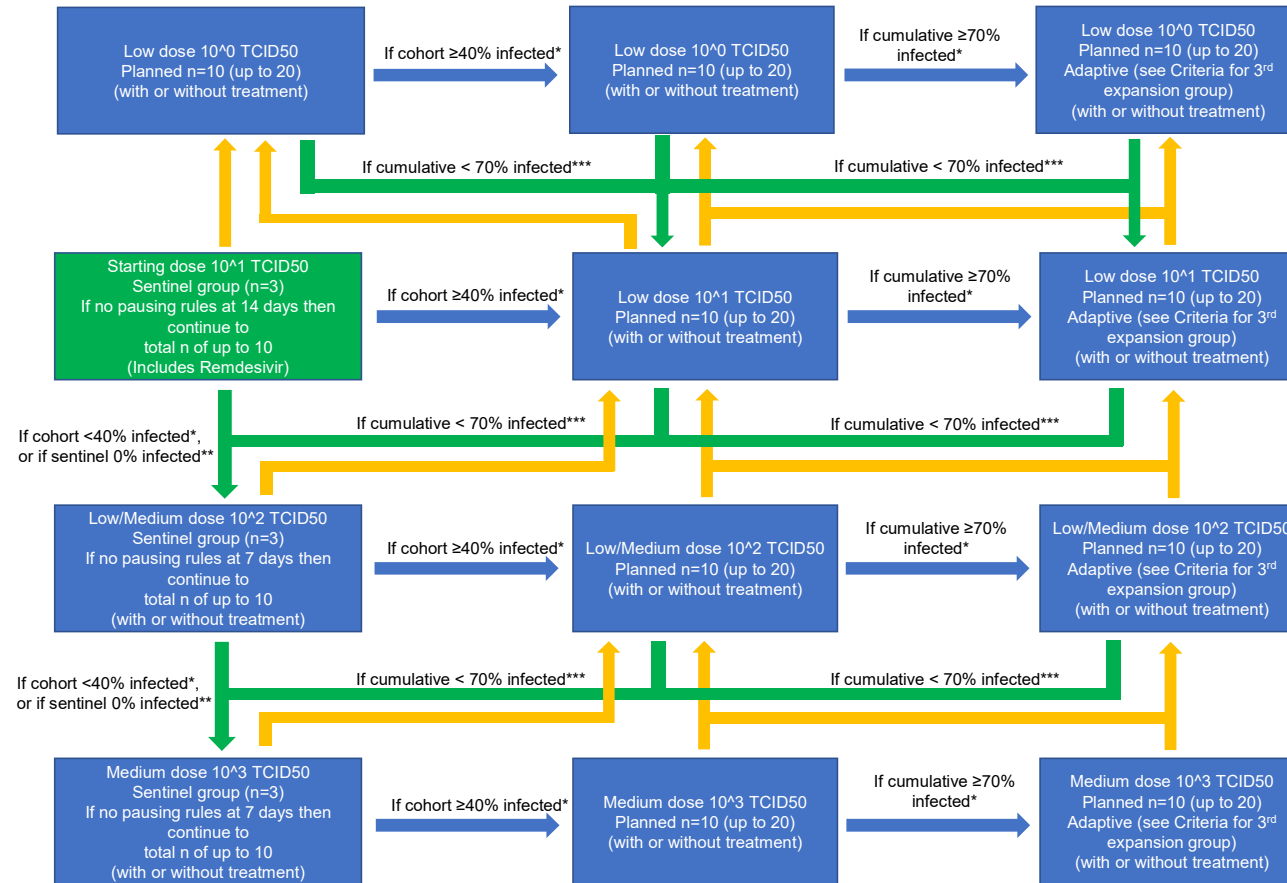 Low dose 10^0 TCID50
Planned n=10 (up to 20)
(with or without treatment)
If cohort ≥40% infected*
Low dose 10^0 TCID50
Planned n=10 (up to 20)
(with or without treatment)
If cumulative ≥70%
infected*
Low dose 10^0 TCID50
Planned n=10 (up to 20)
Adaptive (see Criteria for 3rd
expansion group)
(with or without treatment)
If cumulative < 70% infected***
If cumulative < 70% infected***
Starting dose 10^1 TCID50
Sentinel group (n=3)
If no pausing rules at 14 days then
continue to
total n of up to 10
(Includes Remdesivir)
If cohort ≥40% infected*
Low dose 10^1 TCID50
Planned n=10 (up to 20)
(with or without treatment)
If cumulative ≥70%
infected*
Low dose 10^1 TCID50
Planned n=10 (up to 20)
Adaptive (see Criteria for 3rd
expansion group)
(with or without treatment)
If cohort <40% infected*,
or if sentinel 0% infected**
If cumulative < 70% infected***
If cumulative < 70% infected***
Low/Medium dose 10^2 TCID50
Sentinel group (n=3)
If no pausing rules at 7 days then
continue to
total n of up to 10
(with or without treatment)
If cohort ≥40% infected*
Low/Medium dose 10^2 TCID50
Planned n=10 (up to 20)
(with or without treatment)
If cumulative ≥70%
infected*
Low/Medium dose 10^2 TCID50
Planned n=10 (up to 20)
Adaptive (see Criteria for 3rd
expansion group)
(with or without treatment)
If cohort <40% infected*,
or if sentinel 0% infected**
If cumulative < 70% infected***
If cumulative < 70% infected***
Medium dose 10^3 TCID50
Sentinel group (n=3)
If no pausing rules at 7 days then
continue to
total n of up to 10
(with or without treatment)
If cohort ≥40% infected*
Medium dose 10^3 TCID50
Planned n=10 (up to 20)
(with or without treatment)
If cumulative ≥70%
infected*
Medium dose 10^3 TCID50
Planned n=10 (up to 20)
Adaptive (see Criteria for 3rd
expansion group)
(with or without treatment)